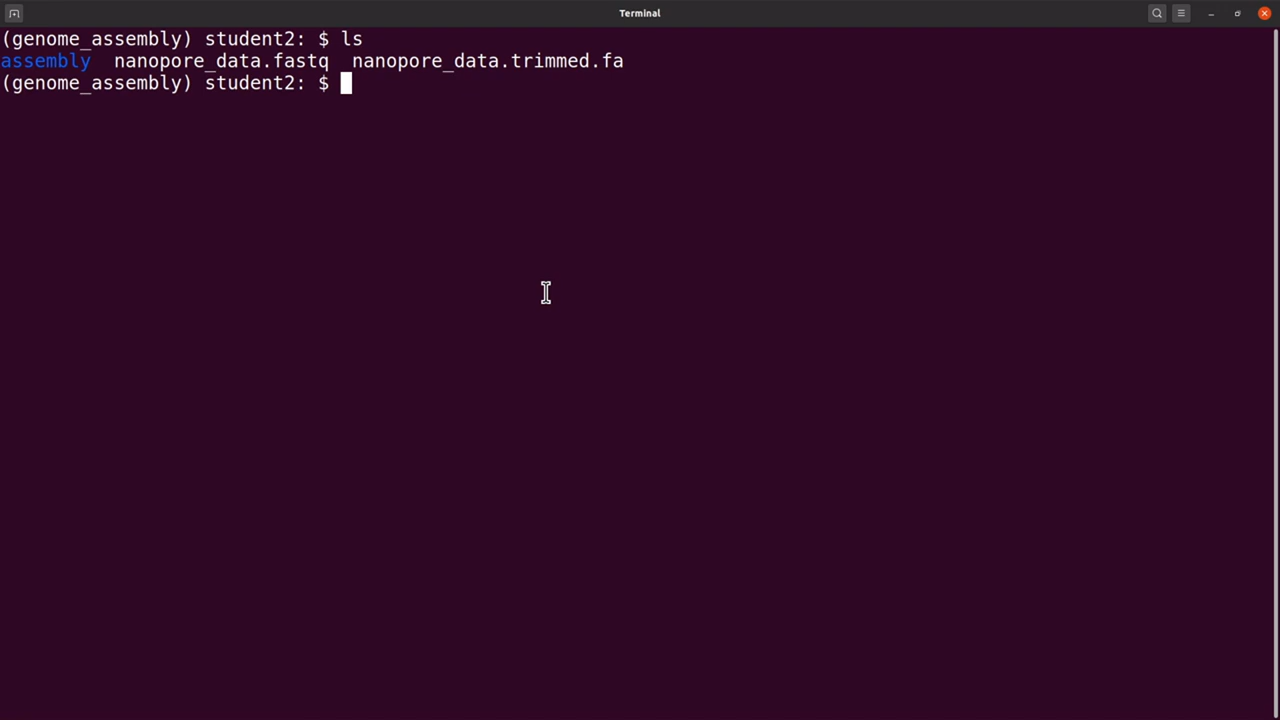 Terminal
(genome_assembly) student2: $ ls
assembly  nanopore_data.fastq  nanopore_data.trimmed.fa
(genome_assembly) student2: $